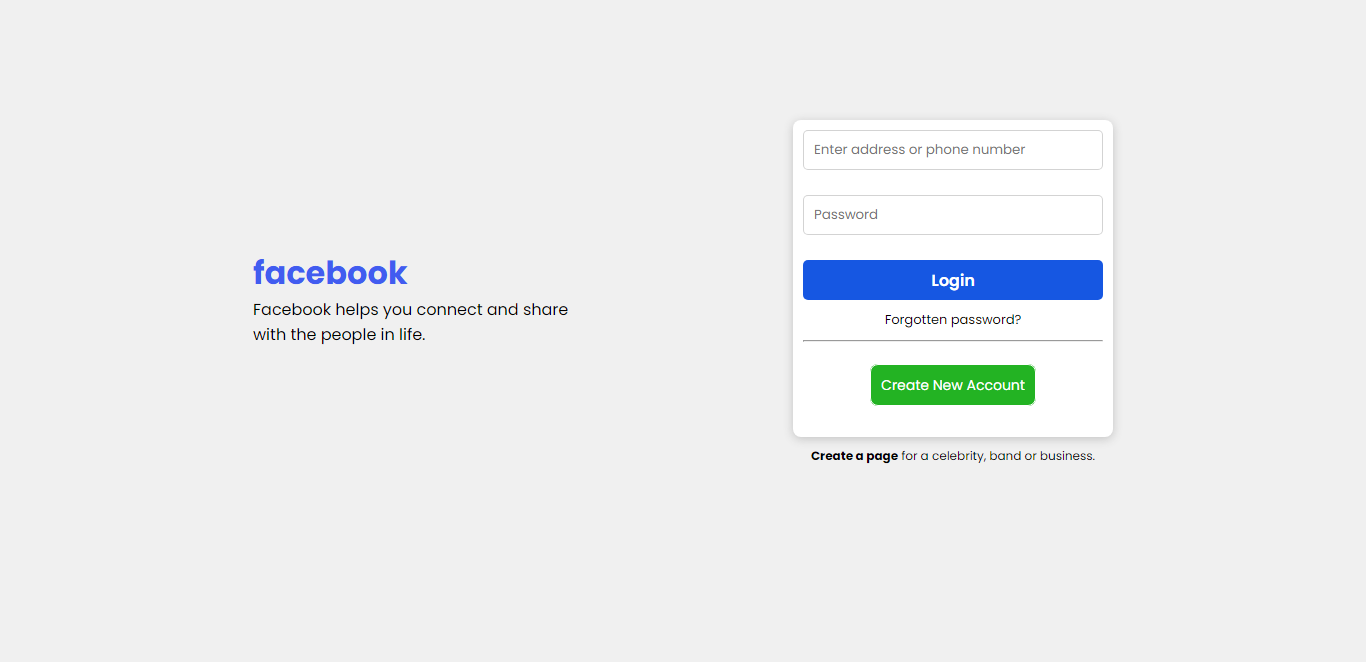 facebook
Facebook helps you connect and share
with the people in life.
Enter address or phone number
Password
Login
Forgotten password?
Create New Account
Create a page for a celebrity, band or business.